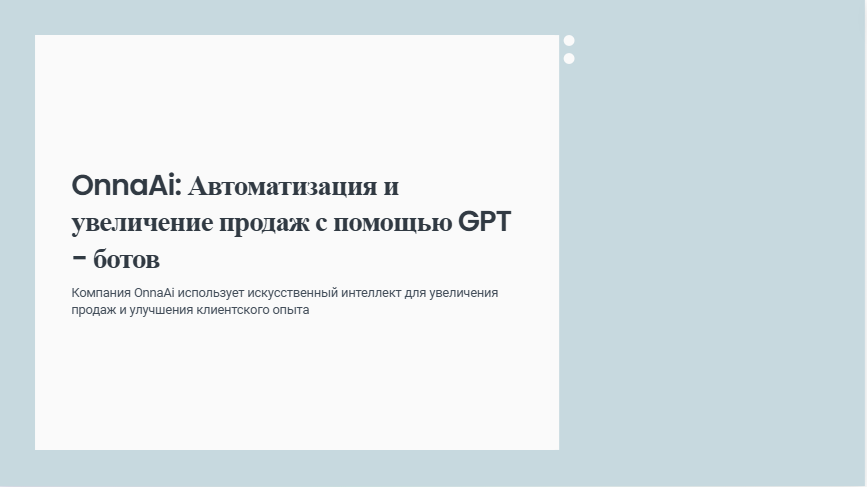 OnnaAi: Автоматизация и
увеличение продаж с помощью GPT
– ботов
Компания OnnaAi использует искусственный интеллект для увеличения
продаж и улучшения клиентского опыта